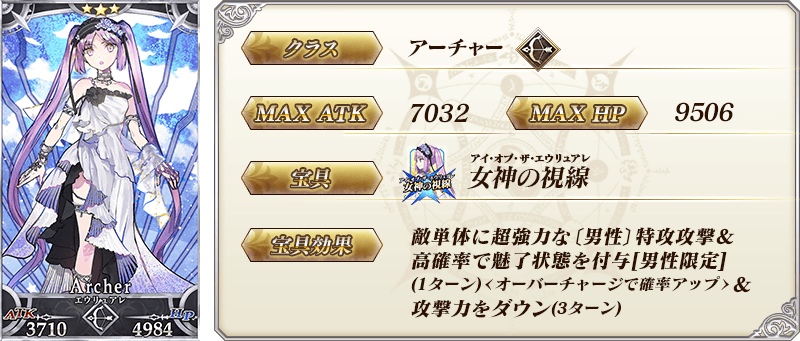 Archer
エウリュアレ
ATK 3710
HP 4984
クラス
アーチャー
MAX ATK
7032
MAX HP
9506
宝具
女神の視線
アイ・オブ・ザ・エウリュアレ
女神の視線
宝具効果
敵単体に超強力な〔男性〕特攻攻撃＆
高確率で魅了状態を付与[男性限定]
(1ターン)<オーバーチャージで確率アップ>＆
攻撃力をダウン(3ターン)